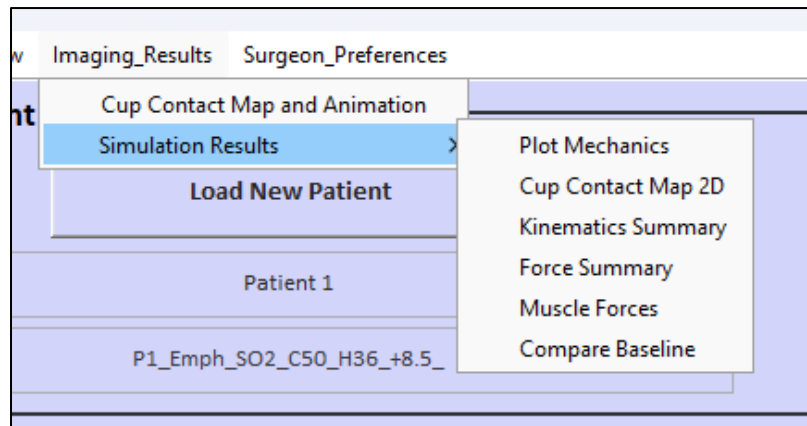 w Imaging_Results Surgeon_Preferences
nt
Cup Contact Map and Animation
Simulation Results >
Plot Mechanics
Cup Contact Map 2D
Kinematics Summary
Force Summary
Muscle Forces
Compare Baseline
Load New Patient
Patient 1
P1_Emph_SO2_C50_H36_+8.5_